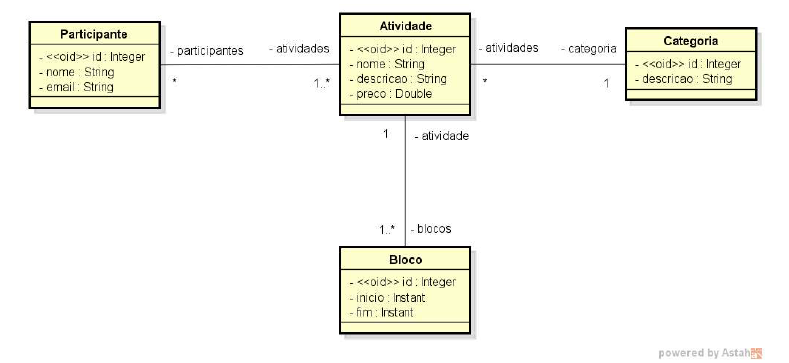 Participante
- <<oid>> id : Integer
- nome : String
- email : String
- participantes
*
- atividades
1..*
Atividade
- <<oid>> id : Integer
- nome : String
- descricao : String
- preco : Double
- atividades
*
- categoria
1
Categoria
- <<oid>> id : Integer
- descricao : String
1
- atividade
1..*
- blocos
Bloco
- <<oid>> id : Integer
- inicio : Instant
- fim : Instant
powered by Astah